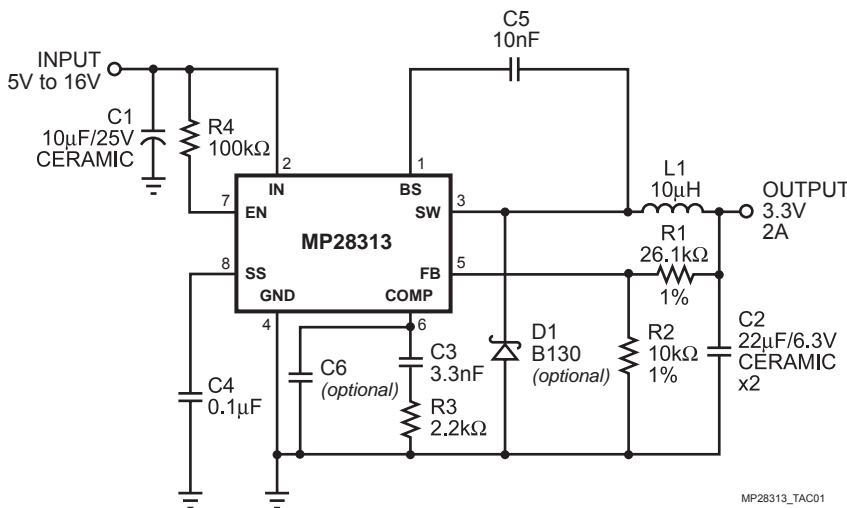 C5
10nF
INPUT
5V to 16V
C1
10µF/25V
CERAMIC
R4
100kΩ
2
1
IN
BS
L1
10µH
OUTPUT
3.3V
2A
7
EN
SW
3
MP28313
R1
26.1kΩ
1%
8
SS
FB
5
GND
COMP
4
6
C4
0.1µF
C6
(optional)
C3
3.3nF
R3
2.2kΩ
D1
B130
(optional)
R2
10kΩ
1%
C2
22µF/6.3V
CERAMIC
x2
MP28313_TAC01